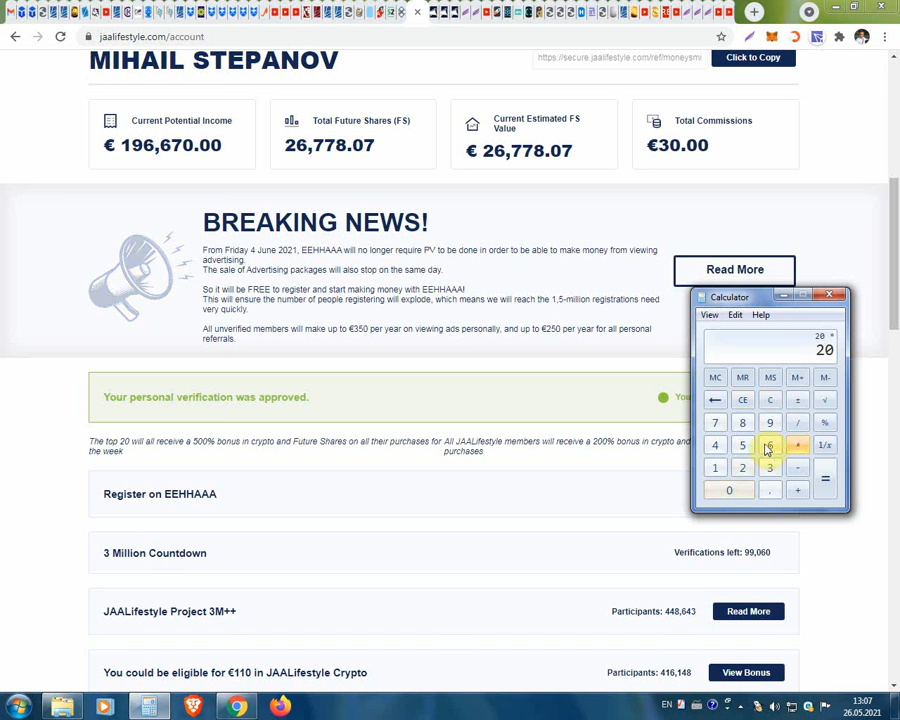 jaalifestyle.com/account
MIHAIL STEPANOV
https://secure.jaalifestyle.com/ref/moneysmi
Click to Copy
Current Potential Income
€ 196,670.00
Total Future Shares (FS)
26,778.07
Current Estimated FS
Value
€ 26,778.07
Total Commissions
€30.00
BREAKING NEWS!
From Friday 4 June 2021, EEHHAAA will no longer require PV to be done in order to be able to make money from viewing
advertising.
The sale of Advertising packages will also stop on the same day.
So it will be FREE to register and start making money with EEHHAAA!
This will ensure the number of people registering will explode, which means we will reach the 1,5-million registrations need
very quickly.
All unverified members will make up to €350 per year on viewing ads personally, and up to €250 per year for all personal
referrals.
Read More
Calculator
View Edit Help
20 *
20
MC MR MS M+ M-
← CE C ± √
7 8 9 / %
4 5 6 * 1/x
1 2 3 - =
0 , +
Your personal verification was approved.
You
The top 20 will all receive a 500% bonus in crypto and Future Shares on all their purchases for
the week
All JAALifestyle members will receive a 200% bonus in crypto and
purchases
Register on EEHHAAA
3 Million Countdown
Verifications left: 99,060
JAALifestyle Project 3M++
Participants: 448,643
Read More
You could be eligible for €110 in JAALifestyle Crypto
Participants: 416,148
View Bonus
EN
13:07
26.05.2021